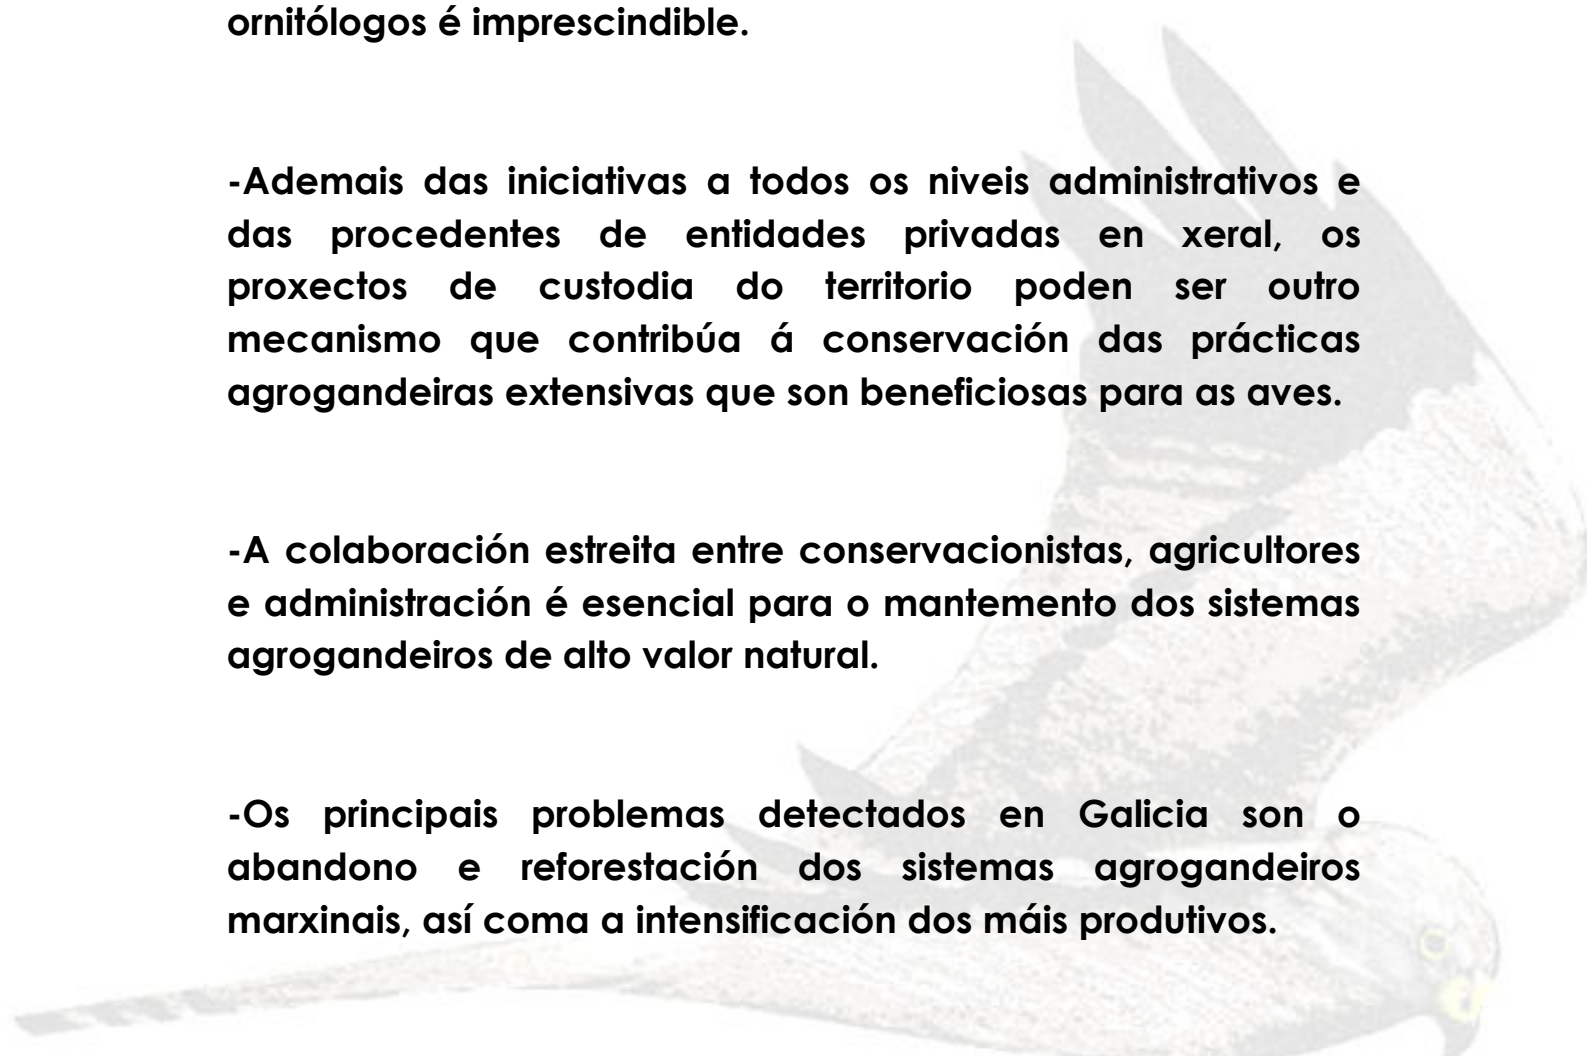 ornitólogos é imprescindible.
-Ademais das iniciativas a todos os niveis administrativos e
das procedentes de entidades privadas en xeral, os
proxectos de custodia do territorio poden ser outro
mecanismo que contribúa á conservación das prácticas
agrogandeiras extensivas que son beneficiosas para as aves.
-A colaboración estreita entre conservacionistas, agricultores
e administración é esencial para o mantemento dos sistemas
agrogandeiros de alto valor natural.
-Os principais problemas detectados en Galicia son o
abandono e reforestación dos sistemas agrogandeiros
marxinais, así coma a intensificación dos máis produtivos.